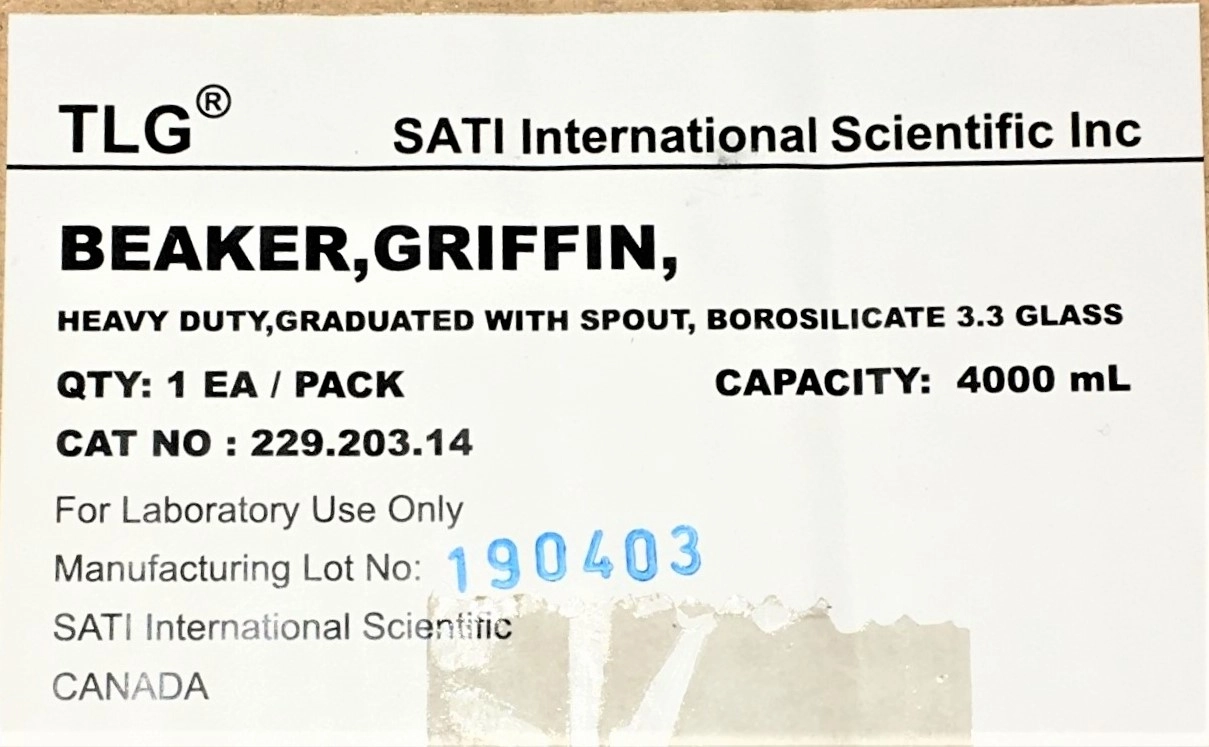 TLG® SATI International Scientific Inc
BEAKER,GRIFFIN,
HEAVY DUTY,GRADUATED WITH SPOUT, BOROSILICATE 3.3 GLASS
QTY: 1 EA / PACK CAPACITY: 4000 mL
CAT NO : 229.203.14
For Laboratory Use Only
Manufacturing Lot No: 190403
SATI International Scientific
CANADA